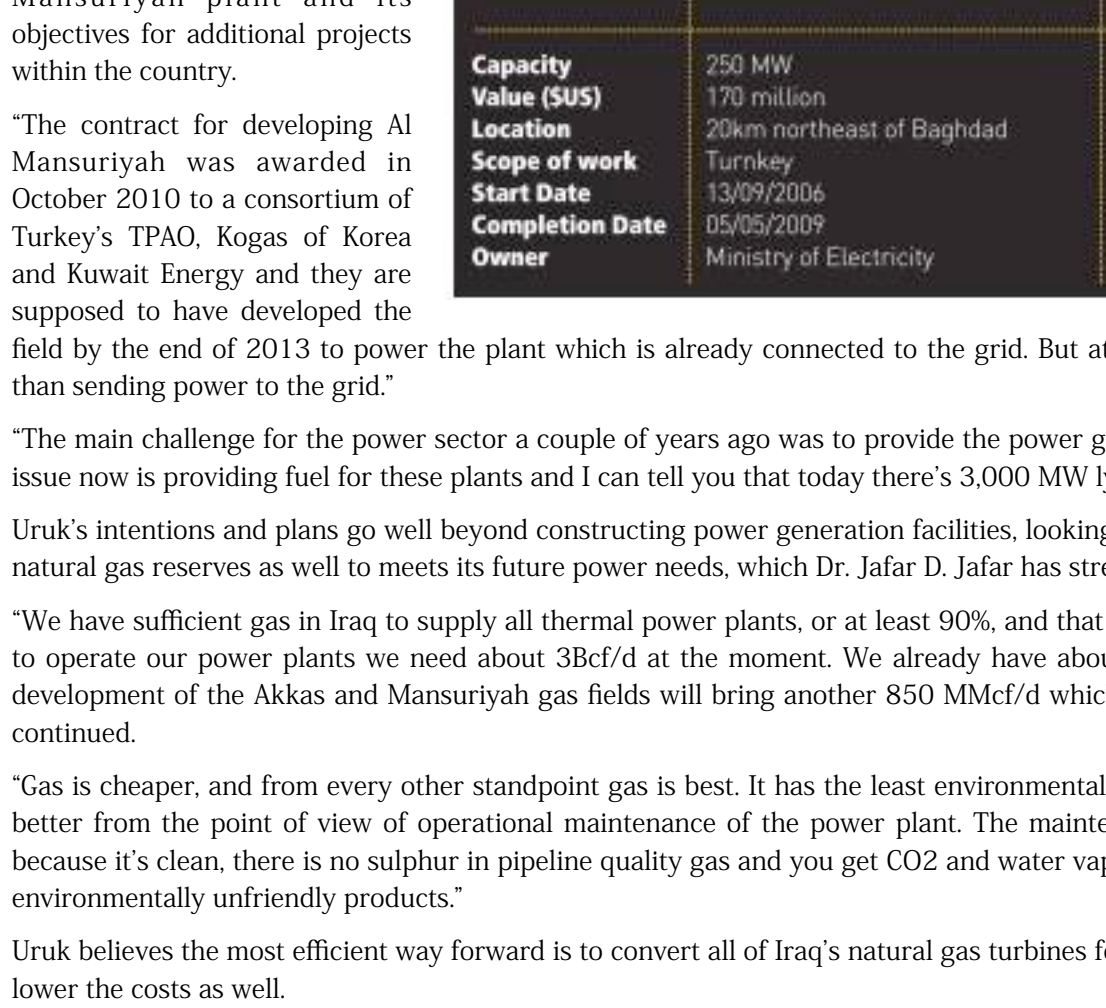 Mansuriyah plant and its
objectives for additional projects
within the country.
“The contract for developing Al
Mansuriyah was awarded in
October 2010 to a consortium of
Turkey’s TPAO, Kogas of Korea
and Kuwait Energy and they are
supposed to have developed the
Capacity 250 MW
Value ($US) 170 million
Location 20km northeast of Baghdad
Scope of work Turnkey
Start Date 13/09/2006
Completion Date 05/05/2009
Owner Ministry of Electricity
field by the end of 2013 to power the plant which is already connected to the grid. But at
than sending power to the grid.”
“The main challenge for the power sector a couple of years ago was to provide the power
issue now is providing fuel for these plants and I can tell you that today there’s 3,000 MW
Uruk’s intentions and plans go well beyond constructing power generation facilities, looking
natural gas reserves as well to meets its future power needs, which Dr. Jafar D. Jafar has
“We have sufficient gas in Iraq to supply all thermal power plants, or at least 90%, and that
to operate our power plants we need about 3Bcf/d at the moment. We already have
development of the Akkas and Mansuriyah gas fields will bring another 850 MMcf/d
continued.
“Gas is cheaper, and from every other standpoint gas is best. It has the least environmental
better from the point of view of operational maintenance of the power plant. The
because it’s clean, there is no sulphur in pipeline quality gas and you get CO2 and water
environmentally unfriendly products.”
Uruk believes the most efficient way forward is to convert all of Iraq’s natural gas turbines
lower the costs as well.